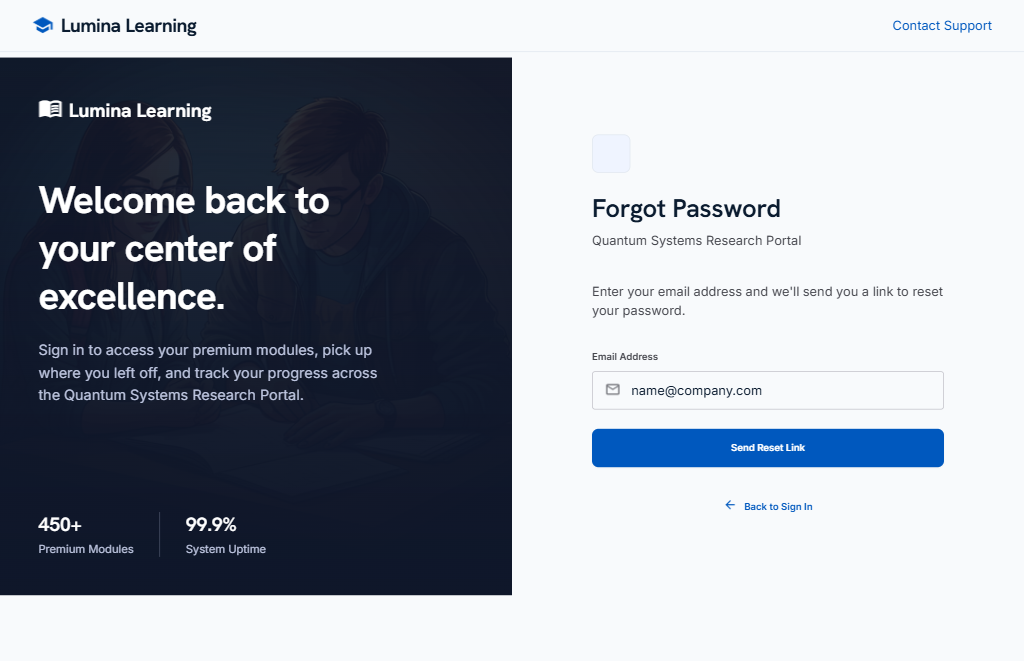 Lumina Learning
Contact Support
Lumina Learning
Welcome back to
your center of
excellence.
Sign in to access your premium modules, pick up
where you left off, and track your progress across
the Quantum Systems Research Portal.
450+
Premium Modules
99.9%
System Uptime
Forgot Password
Quantum Systems Research Portal
Enter your email address and we'll send you a link to reset
your password.
Email Address
name@company.com
Send Reset Link
Back to Sign In